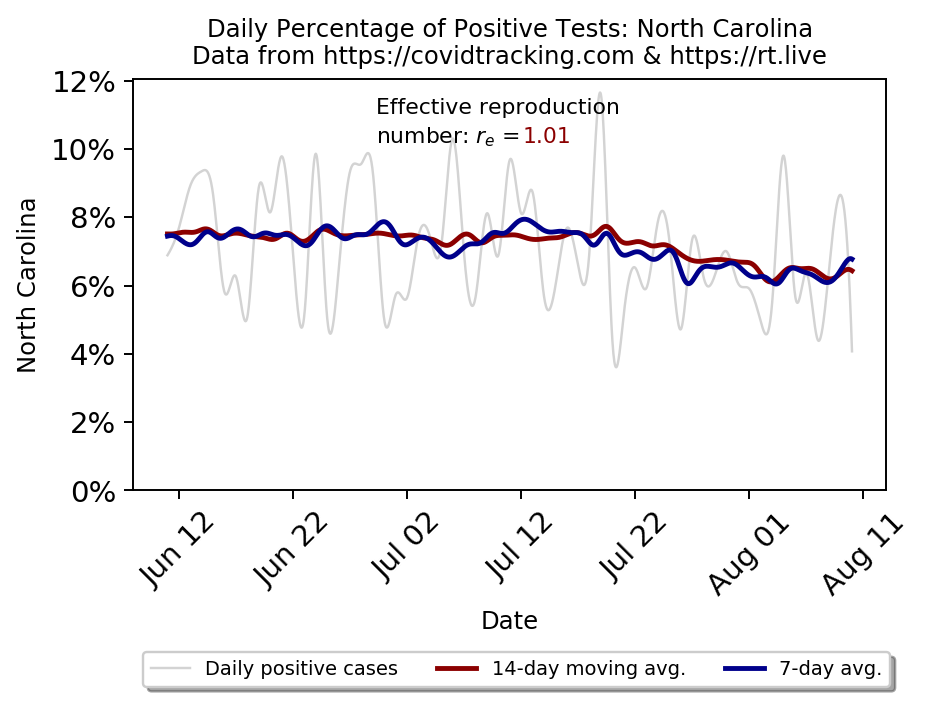 Daily Percentage of Positive Tests: North Carolina
Data from https://covidtracking.com & https://rt.live
12%
10%
8%
6%
4%
2%
0%
North Carolina
Effective reproduction
number: rₑ =1.01
Jun 12
Jun 22
Jul 02
Jul 12
Jul 22
Aug 01
Aug 11
Date
Daily positive cases 14-day moving avg. 7-day avg.